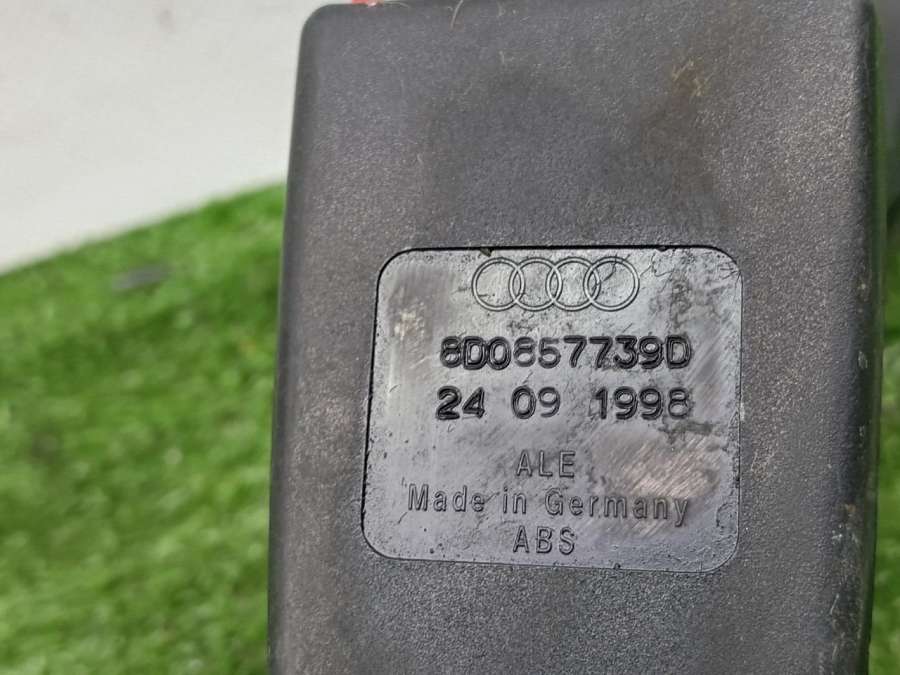 8D0857739D
24 09 1998
ALE
Made in Germany
ABS